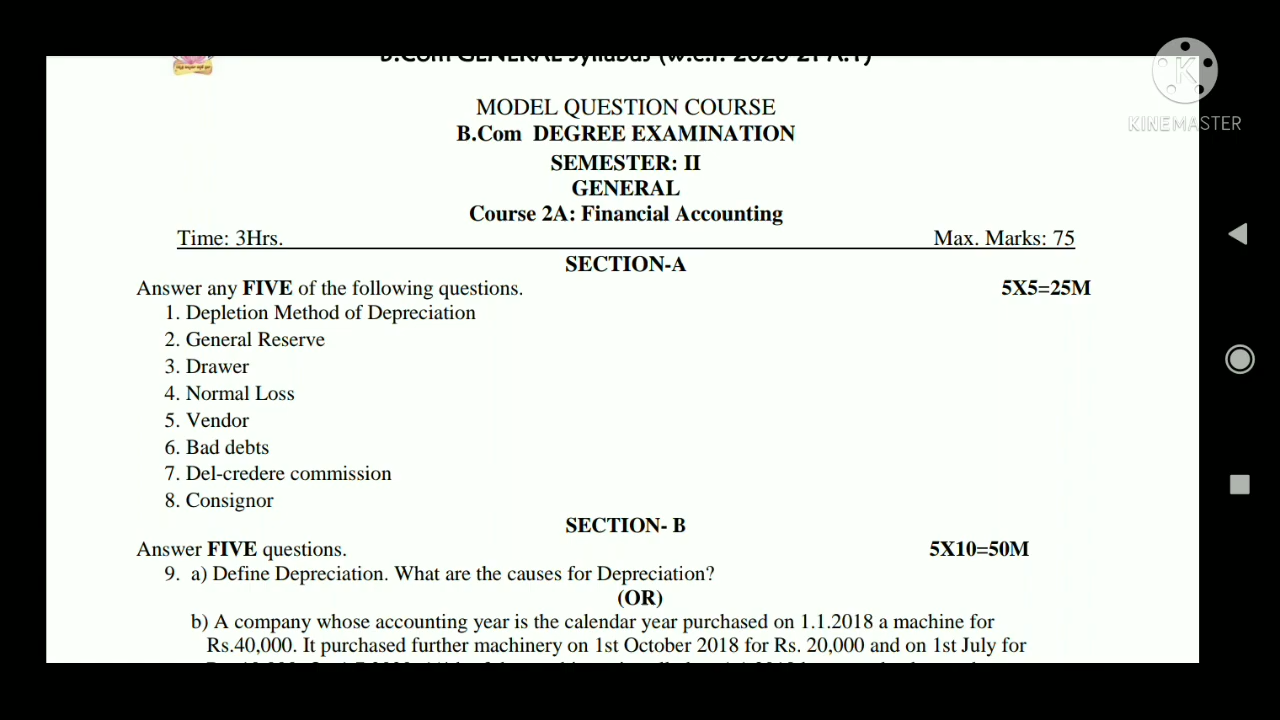 B.Com GENERAL Syllabus (w.e.f. 2020-21 A.Y)
MODEL QUESTION COURSE
B.Com DEGREE EXAMINATION
SEMESTER: II
GENERAL
Course 2A: Financial Accounting
Time: 3Hrs. Max. Marks: 75
SECTION-A
Answer any FIVE of the following questions. 5X5=25M
1. Depletion Method of Depreciation
2. General Reserve
3. Drawer
4. Normal Loss
5. Vendor
6. Bad debts
7. Del-credere commission
8. Consignor
SECTION- B
Answer FIVE questions. 5X10=50M
9. a) Define Depreciation. What are the causes for Depreciation?
(OR)
b) A company whose accounting year is the calendar year purchased on 1.1.2018 a machine for
Rs.40,000. It purchased further machinery on 1st October 2018 for Rs. 20,000 and on 1st July for
K
KINEMASTER